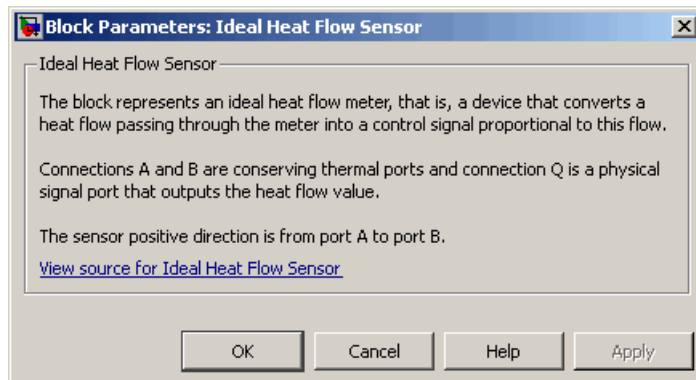 Block Parameters: Ideal Heat Flow Sensor
Ideal Heat Flow Sensor
The block represents an ideal heat flow meter, that is, a device that converts a
heat flow passing through the meter into a control signal proportional to this flow.
Connections A and B are conserving thermal ports and connection Q is a physical
signal port that outputs the heat flow value.
The sensor positive direction is from port A to port B.
View source for Ideal Heat Flow Sensor
OK Cancel Help Apply